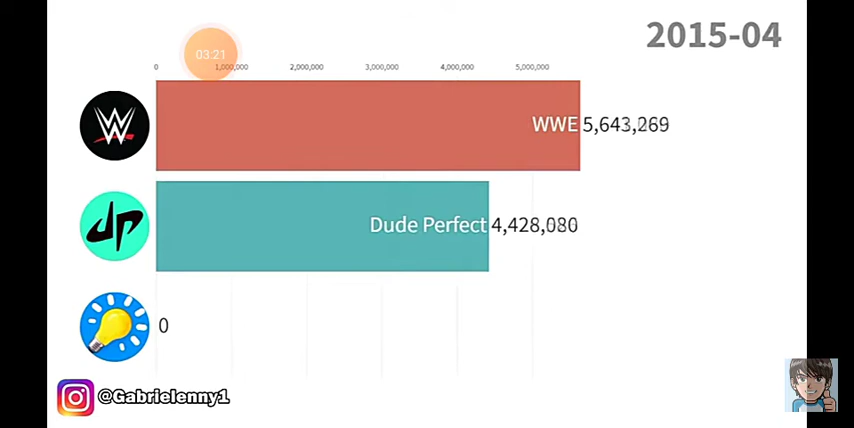 2015-04
03:21
0 1,000,000 2,000,000 3,000,000 4,000,000 5,000,000
W
WWE 5,643,269
dp
Dude Perfect 4,428,080
0
@Gabrielenny1